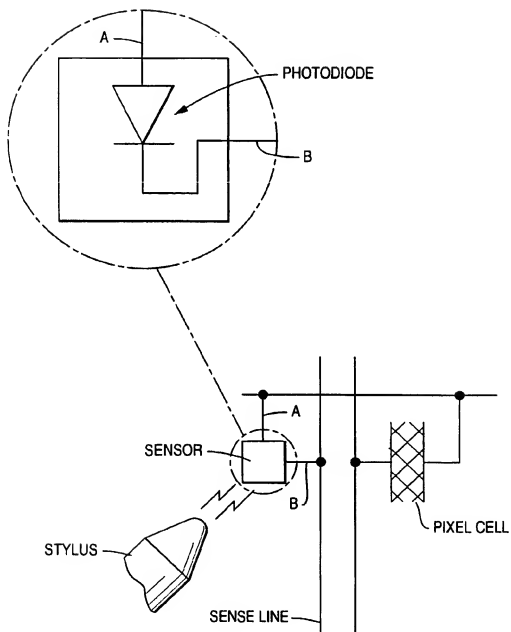 A
PHOTODIODE
B
A
SENSOR
B
STYLUS
PIXEL CELL
SENSE LINE